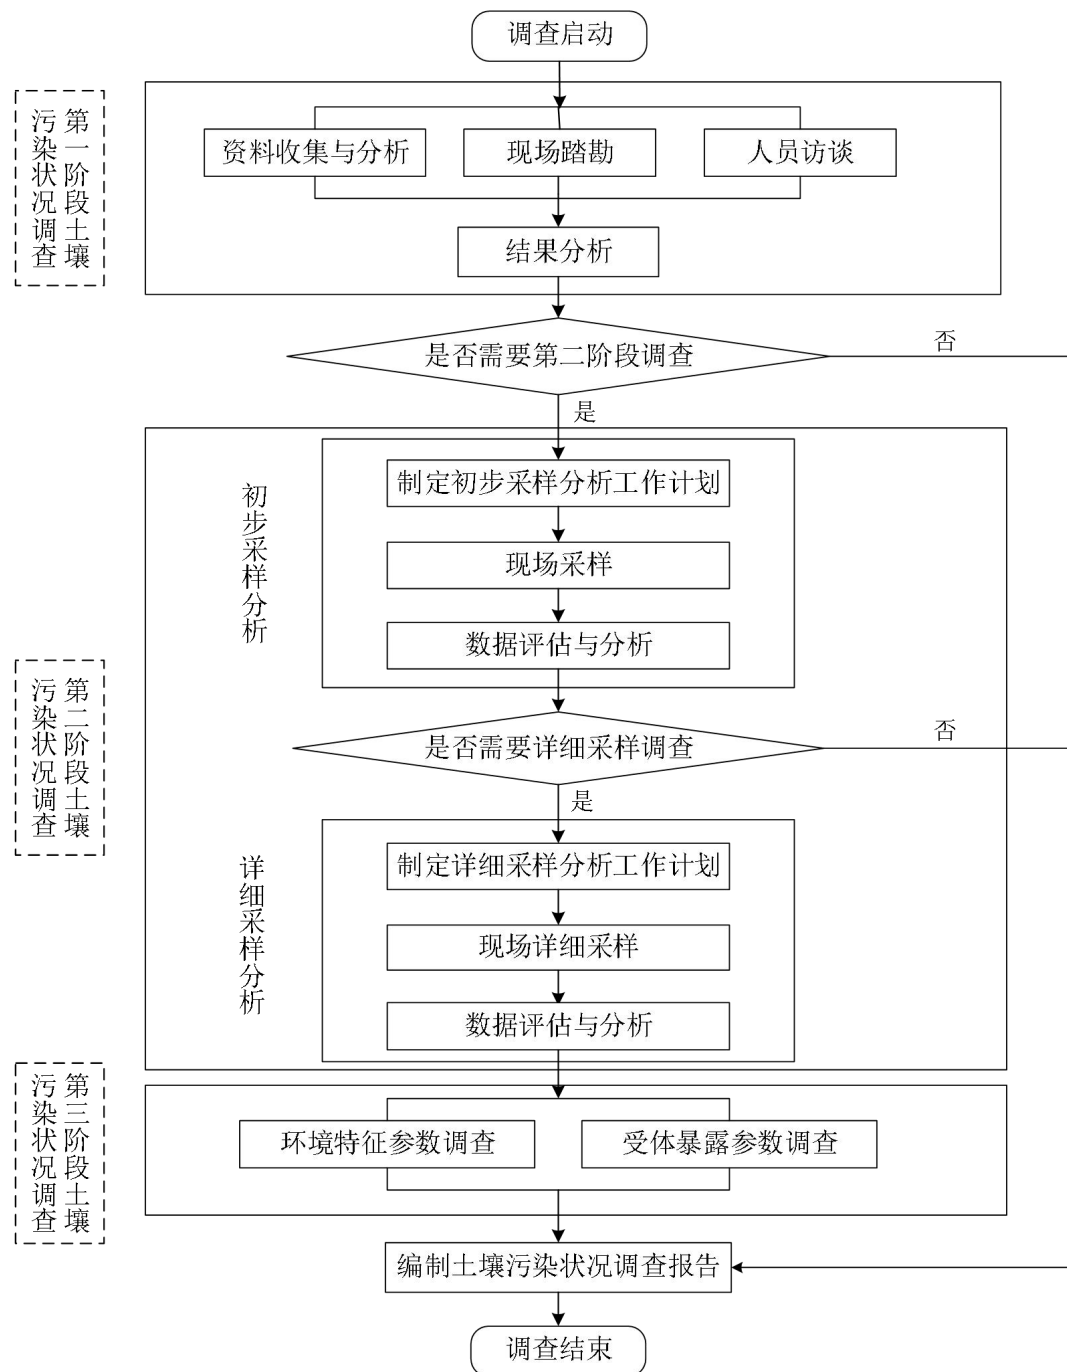 调查启动
第一阶段土壤
污染状况调查
资料收集与分析
现场踏勘
人员访谈
结果分析
是否需要第二阶段调查
否
是
初步采样分析
制定初步采样分析工作计划
现场采样
数据评估与分析
第二阶段土壤
污染状况调查
是否需要详细采样调查
否
是
详细采样分析
制定详细采样分析工作计划
现场详细采样
数据评估与分析
第三阶段土壤
污染状况调查
环境特征参数调查
受体暴露参数调查
编制土壤污染状况调查报告
调查结束